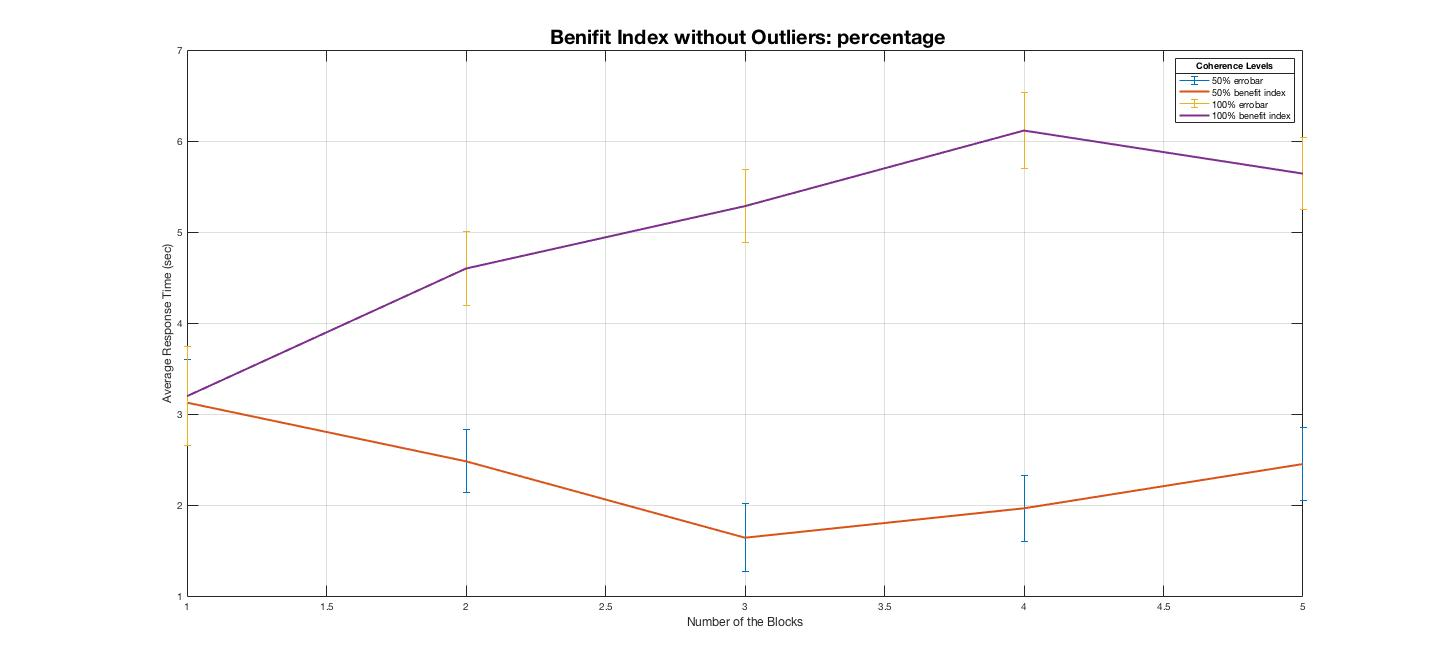 Benifit Index without Outliers: percentage
7
6
5
4
3
2
1
Average Response Time (sec)
Coherence Levels
50% errobar
50% benefit index
100% errobar
100% benefit index
1
1.5
2
2.5
3
3.5
4
4.5
5
Number of the Blocks